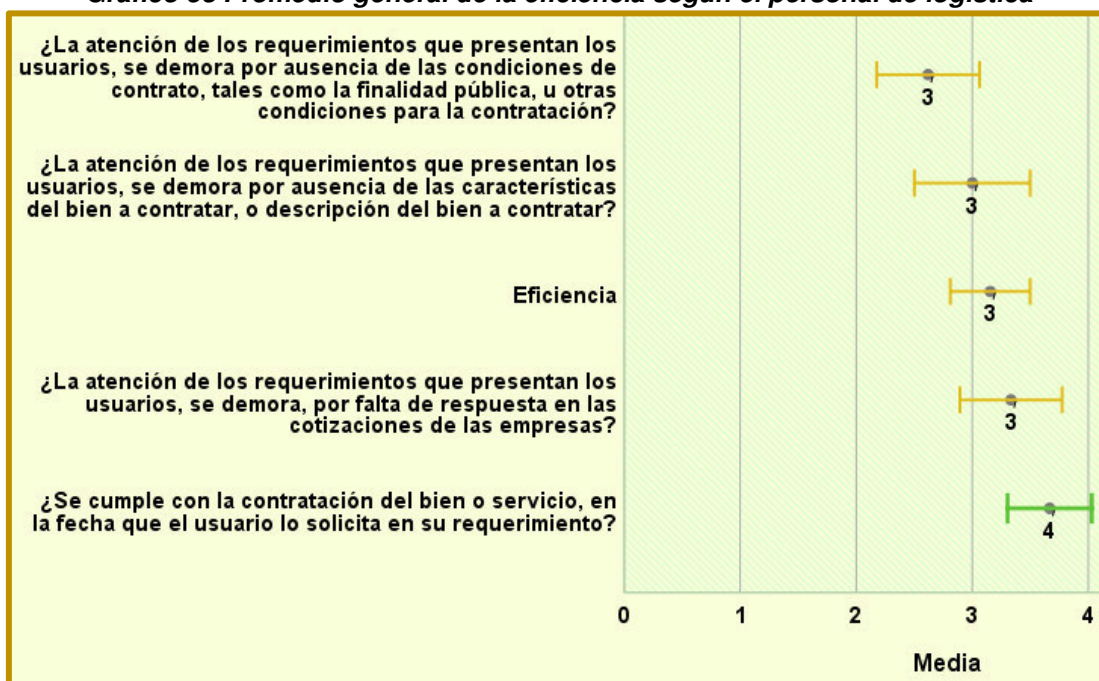 Gráfico Promedio general de la eficiencia según el personal de logística
¿La atención de los requerimientos que presentan los
usuarios, se demora por ausencia de las condiciones de
contrato, tales como la finalidad pública, u otras
condiciones para la contratación?
3
¿La atención de los requerimientos que presentan los
usuarios, se demora por ausencia de las características
del bien a contratar, o descripción del bien a contratar?
3
Eficiencia
3
¿La atención de los requerimientos que presentan los
usuarios, se demora, por falta de respuesta en las
cotizaciones de las empresas?
3
¿Se cumple con la contratación del bien o servicio, en
la fecha que el usuario lo solicita en su requerimiento?
4
0 1 2 3 4
Media